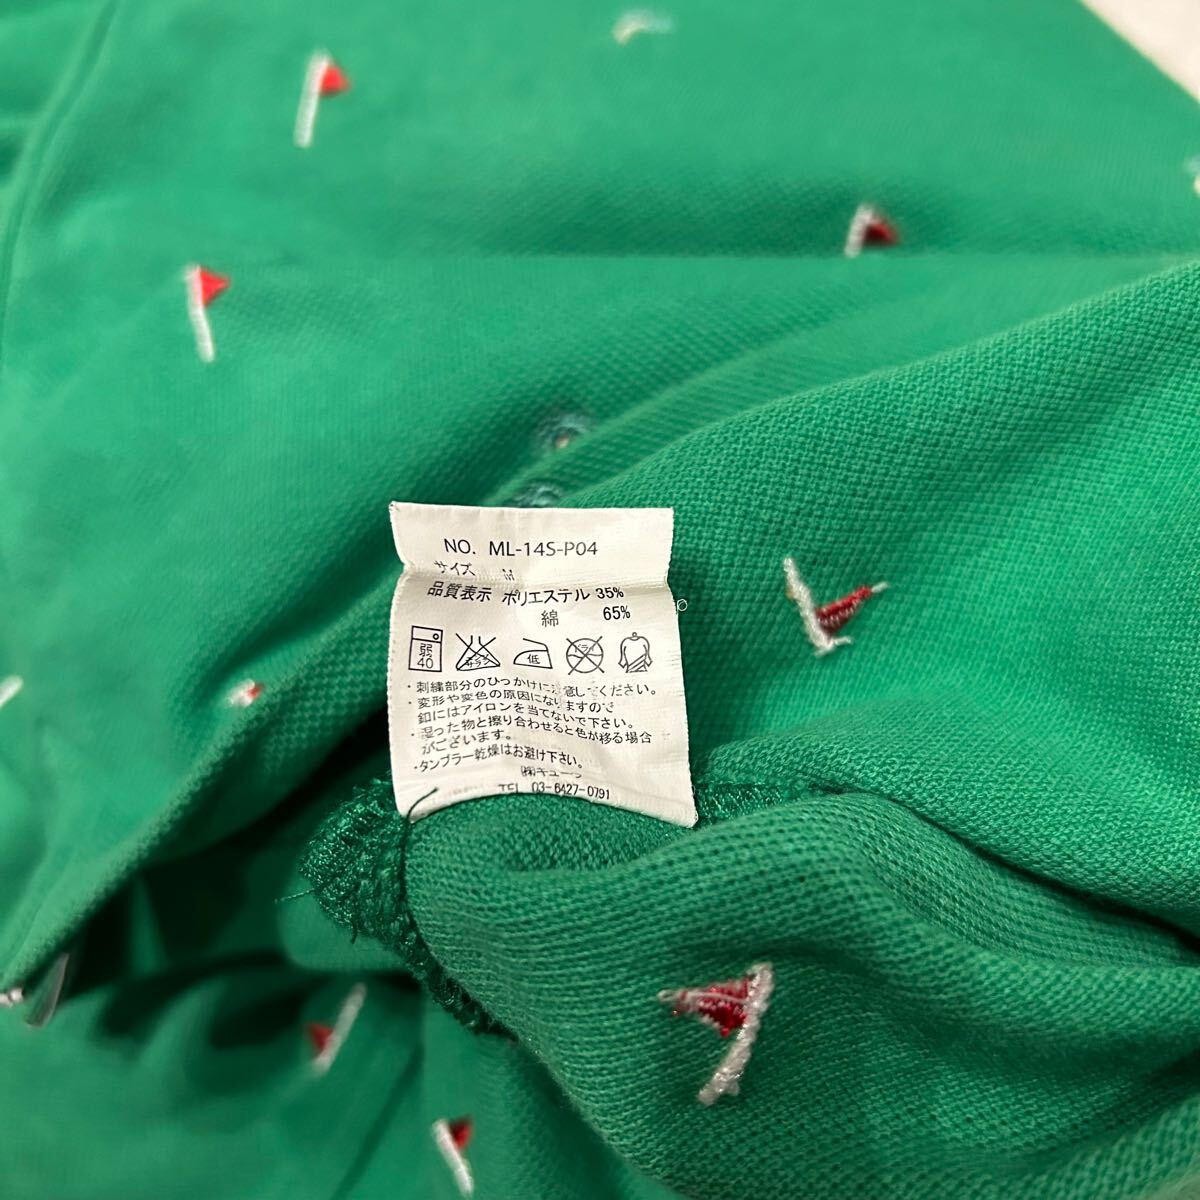 NO. ML-14S-P04
サイズ M
品質表示 ポリエステル 35%
綿 65%
弱
40
サラシ
低
ドライ
・刺繍部分のひっかけに注意してください。
・変形や変色の原因になりますので
釦にはアイロンを当てないで下さい。
・湿った物と擦り合わせると色が移る場合
がございます。
・タンブラー乾燥はお避け下さい。
TEL 03-6427-0791